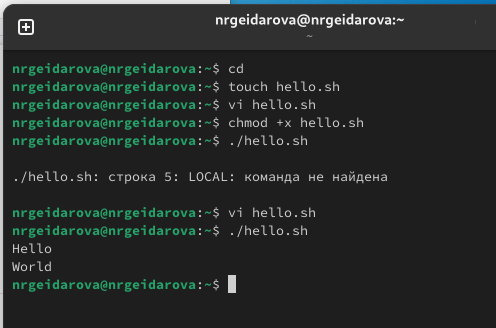 nrgeidarova@nrgeidarova:~
~
nrgeidarova@nrgeidarova:~$ cd
nrgeidarova@nrgeidarova:~$ touch hello.sh
nrgeidarova@nrgeidarova:~$ vi hello.sh
nrgeidarova@nrgeidarova:~$ chmod +x hello.sh
nrgeidarova@nrgeidarova:~$ ./hello.sh
./hello.sh: строка 5: LOCAL: команда не найдена
nrgeidarova@nrgeidarova:~$ vi hello.sh
nrgeidarova@nrgeidarova:~$ ./hello.sh
Hello
World
nrgeidarova@nrgeidarova:~$